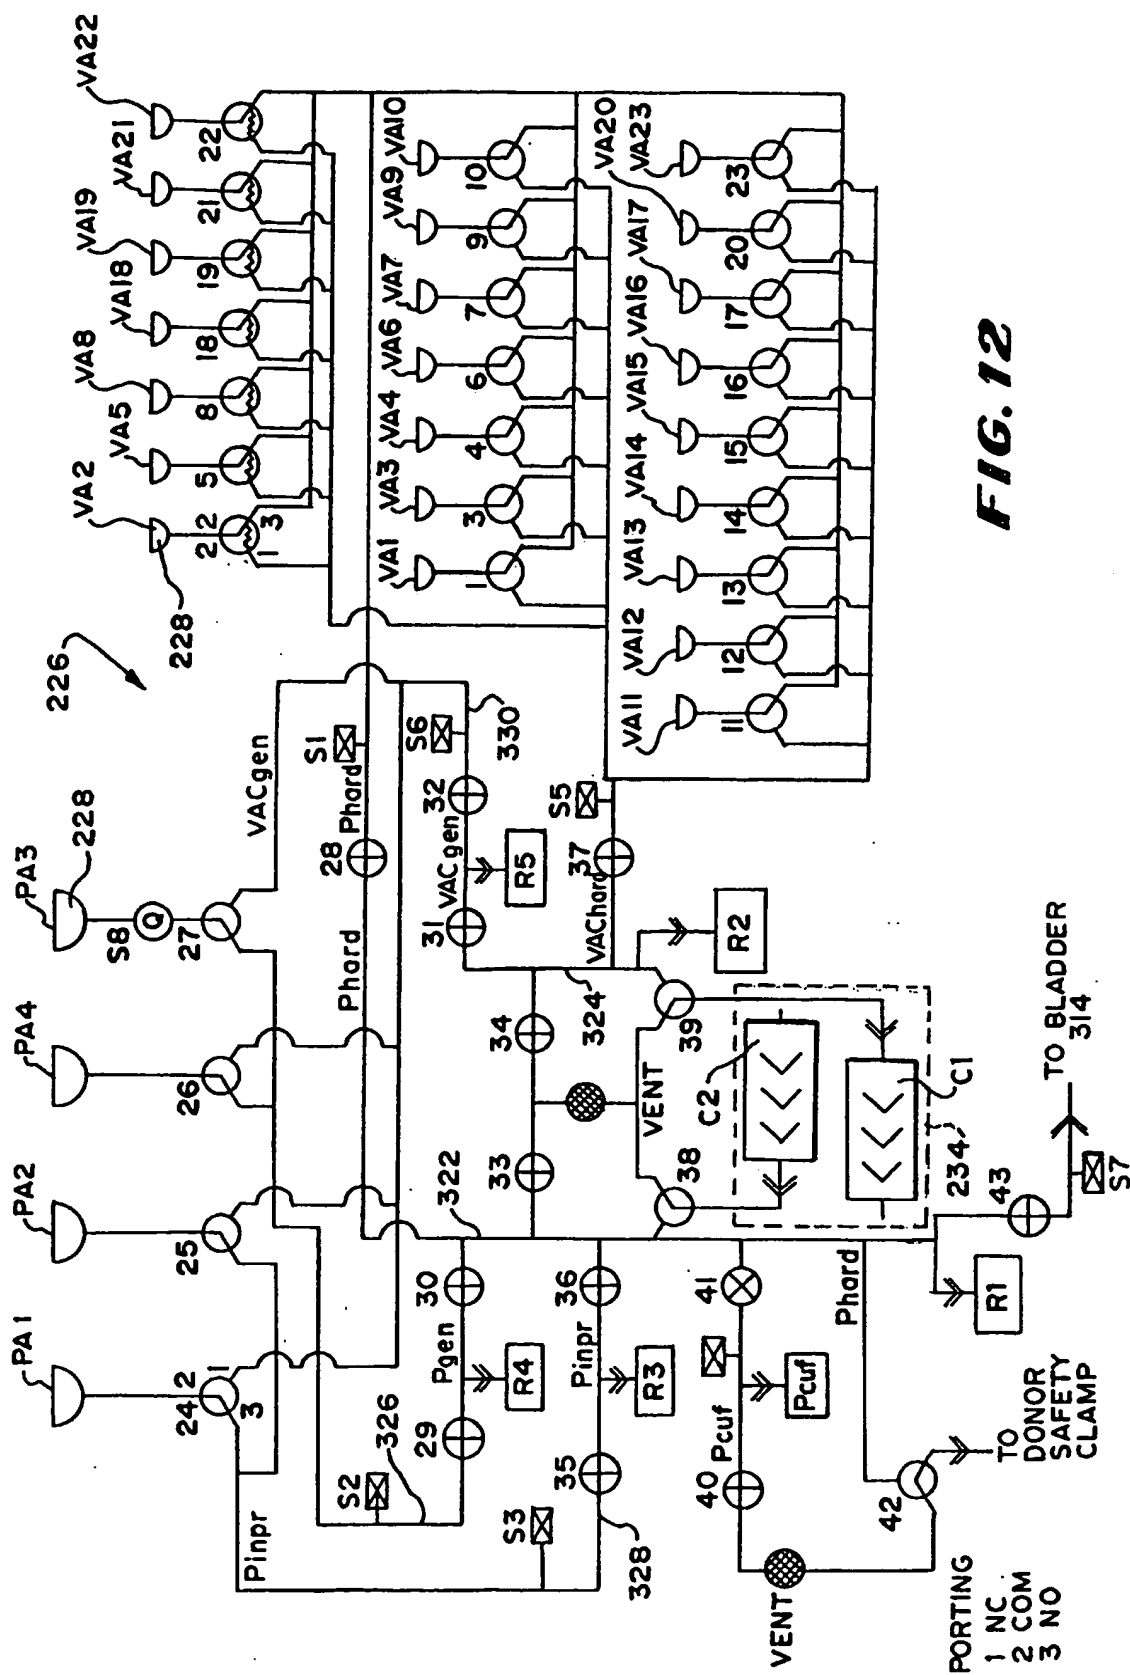 226
PA1
PA2
PA4
PA3
228
S8
Q
24
2
1
3
25
26
27
VACgen
Pinpr
S2
326
S3
328
29
Pgen
30
R4
35
Pinpr
36
R3
322
Phard
28
Phard
S1
S6
330
31
VACgen
32
R5
33
34
324
VAChard
37
S5
R2
VENT
38
39
C2
C1
234
VENT
40
Pcuf
41
Pcuf
Phard
42
TO
DONOR
SAFETY
CLAMP
R1
43
S7
TO BLADDER
314
PORTING
1 NC
2 COM
3 NO
VA2
VA5
VA8
VA18
VA19
VA21
VA22
228
2
2
1
3
5
8
18
19
21
22
VA1
VA3
VA4
VA6
VA7
VA9
VA10
1
3
4
6
7
9
10
VA11
VA12
VA13
VA14
VA15
VA16
VA17
VA20
VA23
11
12
13
14
15
16
17
20
23
FIG. 12